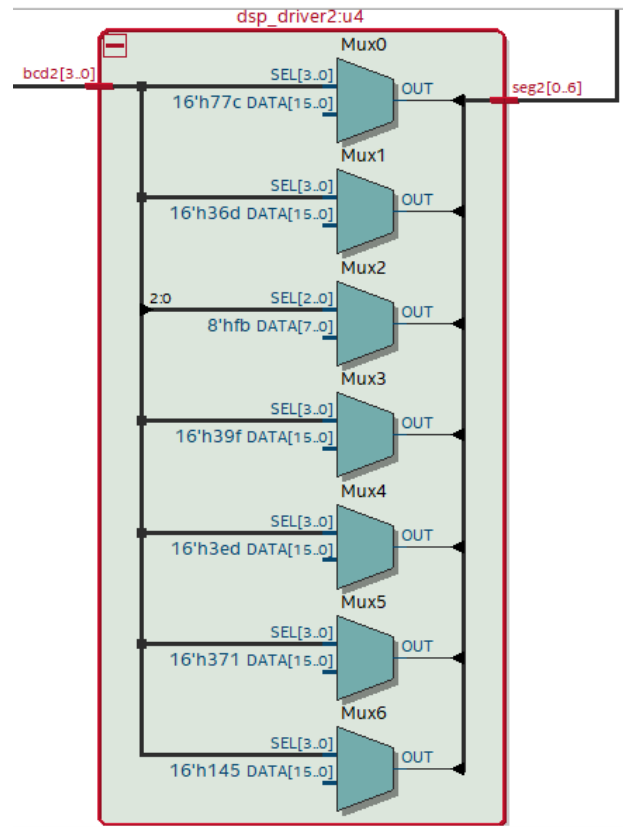 dsp_driver2:u4
bcd2[3..0]
seg2[0..6]
Mux0
SEL[3..0]
16'h77c DATA[15..0]
OUT
Mux1
SEL[3..0]
16'h36d DATA[15..0]
OUT
Mux2
2:0
SEL[2..0]
8'hfb DATA[7..0]
OUT
Mux3
SEL[3..0]
16'h39f DATA[15..0]
OUT
Mux4
SEL[3..0]
16'h3ed DATA[15..0]
OUT
Mux5
SEL[3..0]
16'h371 DATA[15..0]
OUT
Mux6
SEL[3..0]
16'h145 DATA[15..0]
OUT